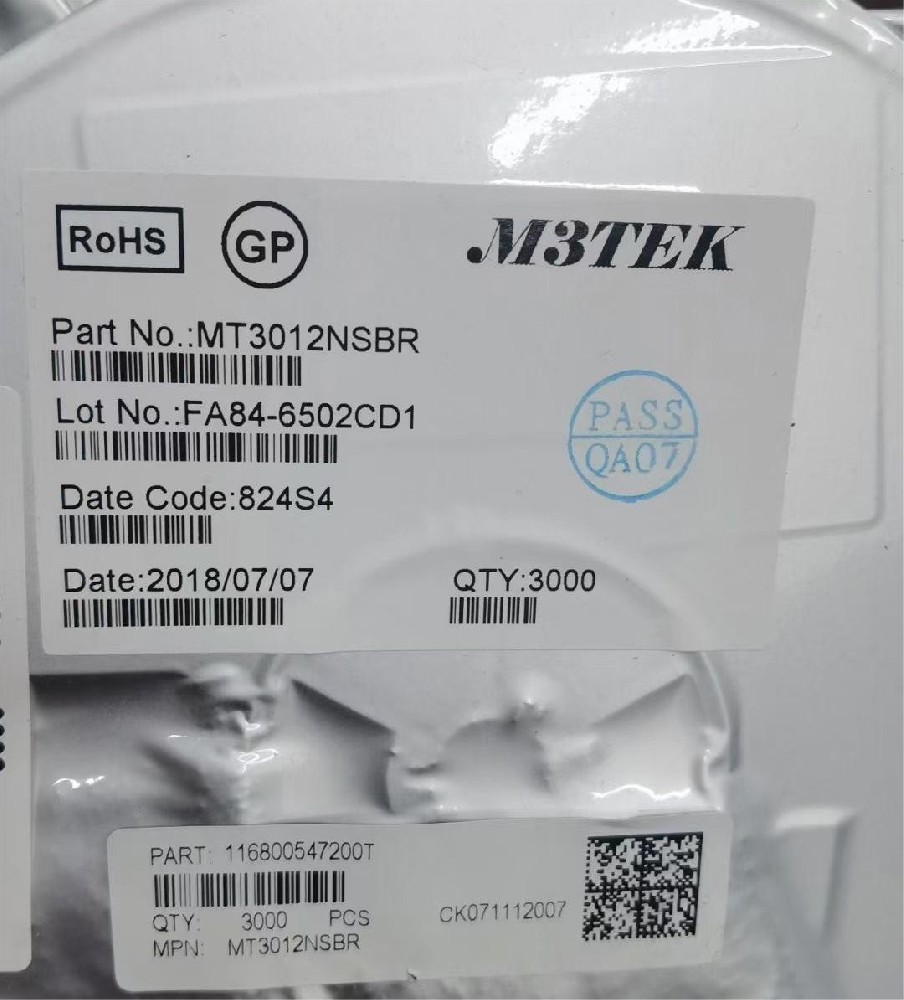 RoHS GP M3TEK
Part No.:MT3012NSBR
Lot No.:FA84-6502CD1
PASS
QA07
Date Code:824S4
Date:2018/07/07 QTY:3000
PART: 116800547200T
QTY: 3000 PCS
CK071112007
MPN: MT3012NSBR